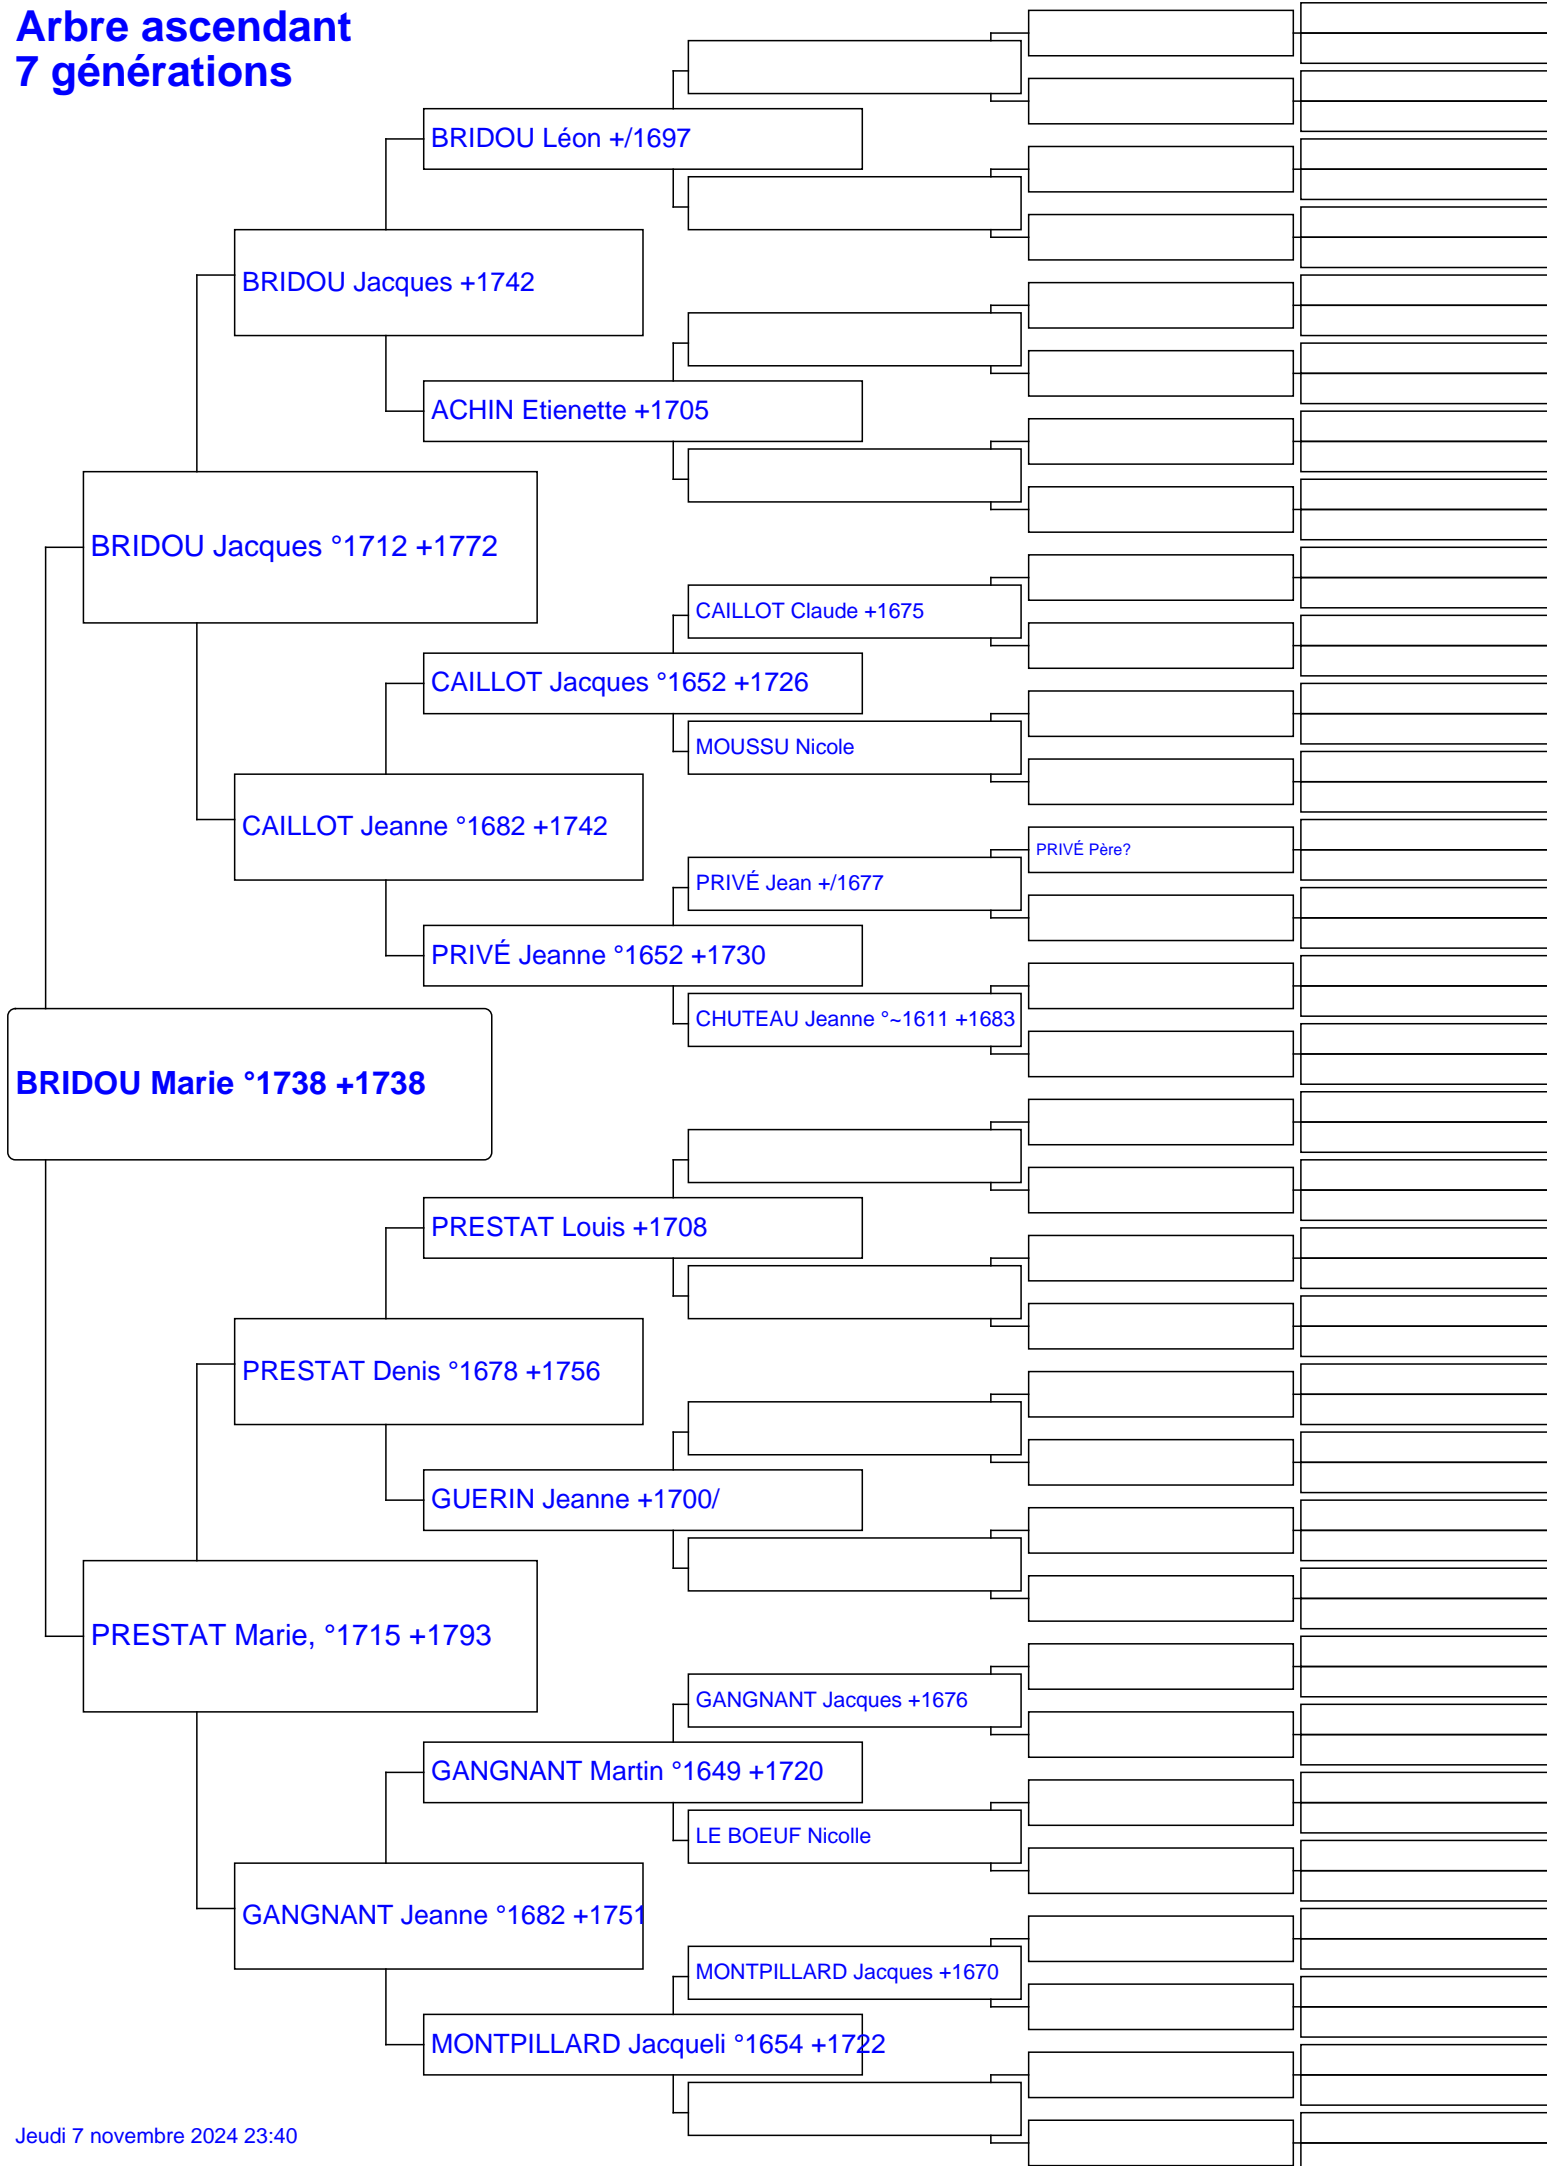 Arbre ascendant
7 générations
BRIDOU Léon +/1697
BRIDOU Jacques +1742
ACHIN Etienette +1705
BRIDOU Jacques °1712 +1772
CAILLOT Claude +1675
CAILLOT Jacques °1652 +1726
MOUSSU Nicole
CAILLOT Jeanne °1682 +1742
PRIVÉ Père?
PRIVÉ Jean +/1677
PRIVÉ Jeanne °1652 +1730
CHUTEAU Jeanne °~1611 +1683
BRIDOU Marie °1738 +1738
PRESTAT Louis +1708
PRESTAT Denis °1678 +1756
GUERIN Jeanne +1700/
PRESTAT Marie, °1715 +1793
GANGNANT Jacques +1676
GANGNANT Martin °1649 +1720
LE BOEUF Nicolle
GANGNANT Jeanne °1682 +1751
MONTPILLARD Jacques +1670
MONTPILLARD Jacqueli °1654 +1722
Jeudi 7 novembre 2024 23:40